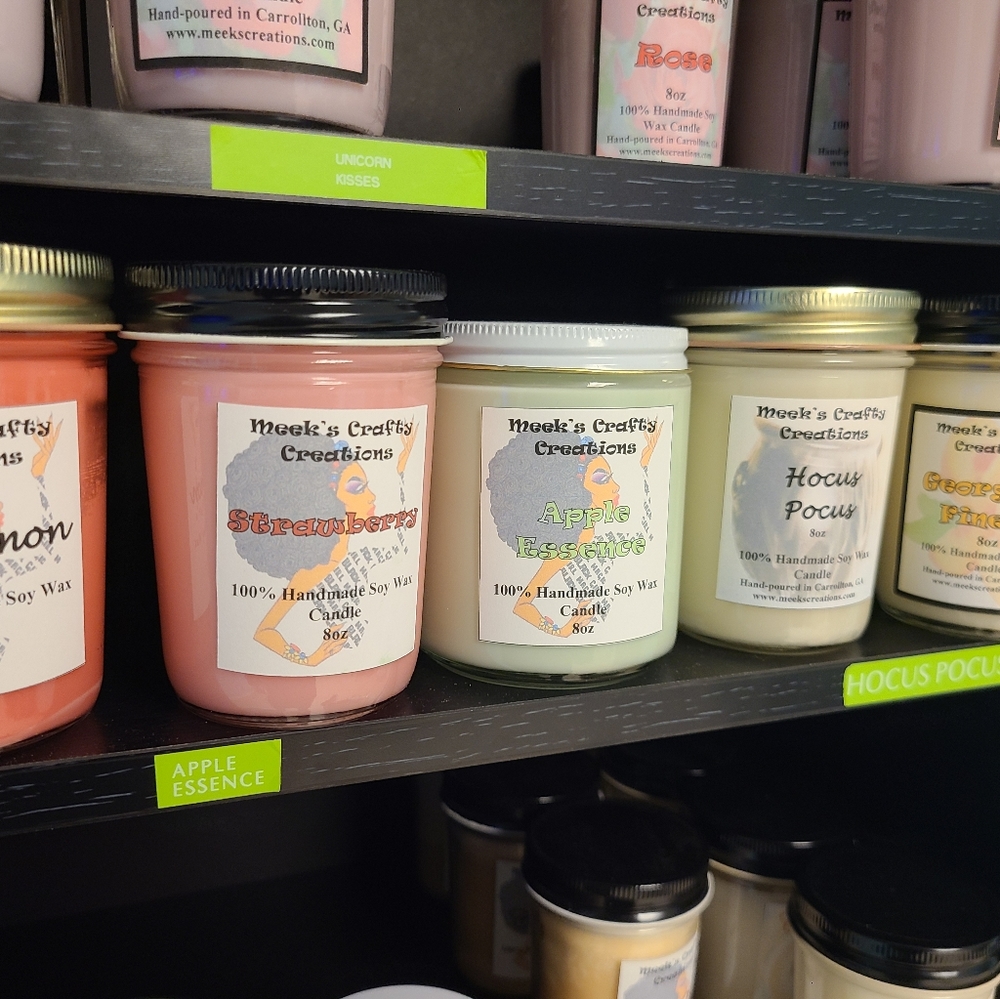 Hand-poured in Carrollton, GA
www.meekscreations.com
Creations
Rose
8oz
100% Handmade Soy
Wax Candle
Hand-poured in Carrollton, GA
www.meekscreations.com
UNICORN
KISSES
Meek's Crafty
Creations
Strawberry
100% Handmade Soy Wax
Candle
8oz
Meek's Crafty
Creations
Apple
Essence
100% Handmade Soy Wax
Candle
8oz
Meek's Crafty
Creations
Hocus
Pocus
8oz
100% Handmade Soy Wax
Candle
Hand-poured in Carrollton, GA
www.meekscreations.com
Meek's
8oz
Soy Wax
APPLE
ESSENCE
HOCUS POCUS